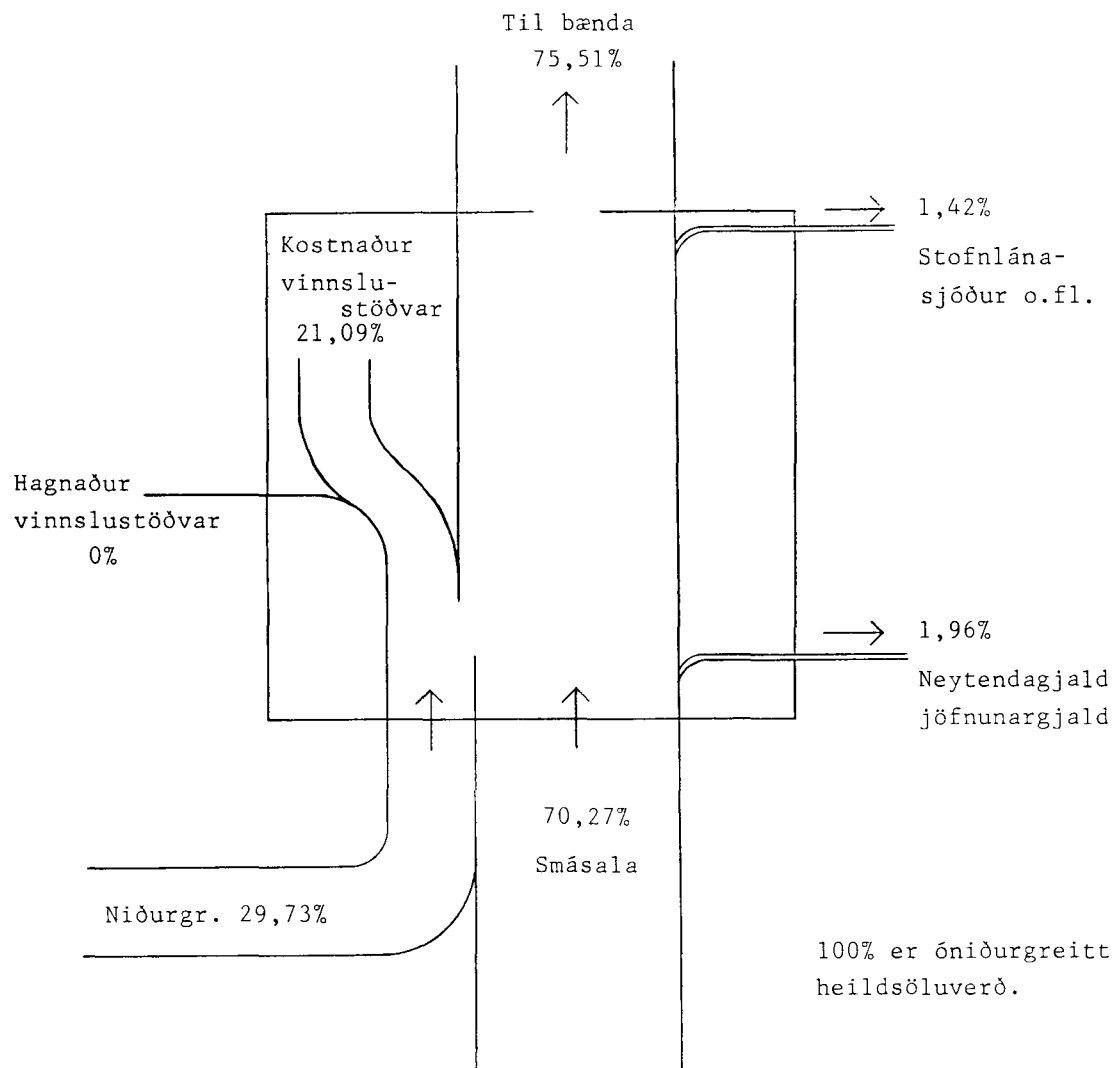 Til bænda
75,51%
1,42%
Stofnlána-
sjóður o.fl.
Kostnaður
vinnslu-
stöðvar
21,09%
Hagnaður
vinnslustöðvar
0%
1,96%
Neytendagjald
jöfnunargjald
70,27%
Smásala
Niðurgr. 29,73%
100% er óniðurgreitt
heildsöluverð.